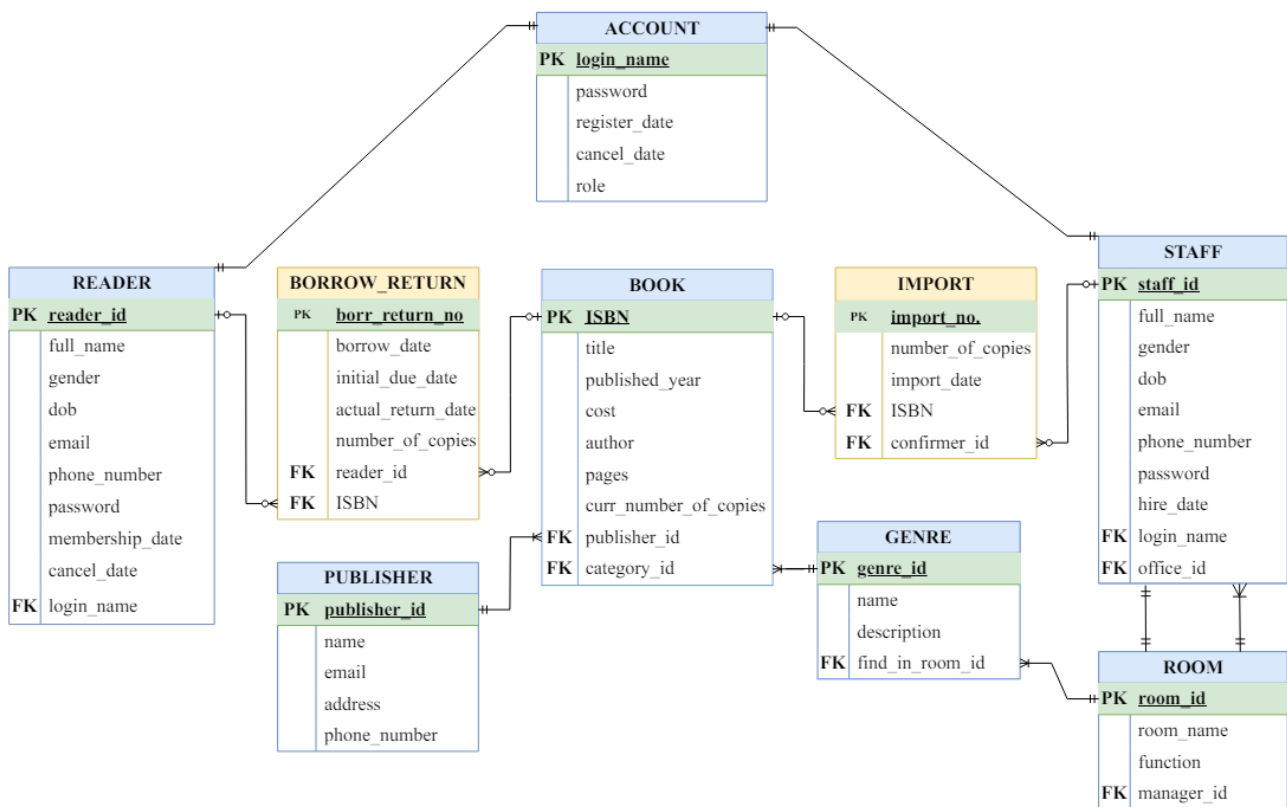 ACCOUNT
PK login_name
password
register_date
cancel_date
role
READER
PK reader_id
full_name
gender
dob
email
phone_number
password
membership_date
cancel_date
FK login_name
BORROW_RETURN
PK borr_return_no
borrow_date
initial_due_date
actual_return_date
number_of_copies
FK reader_id
FK ISBN
BOOK
PK ISBN
title
published_year
cost
author
pages
curr_number_of_copies
FK publisher_id
FK category_id
IMPORT
PK import_no.
number_of_copies
import_date
FK ISBN
FK confirmer_id
STAFF
PK staff_id
full_name
gender
dob
email
phone_number
password
hire_date
FK login_name
FK office_id
PUBLISHER
PK publisher_id
name
email
address
phone_number
GENRE
PK genre_id
name
description
FK find_in_room_id
ROOM
PK room_id
room_name
function
FK manager_id